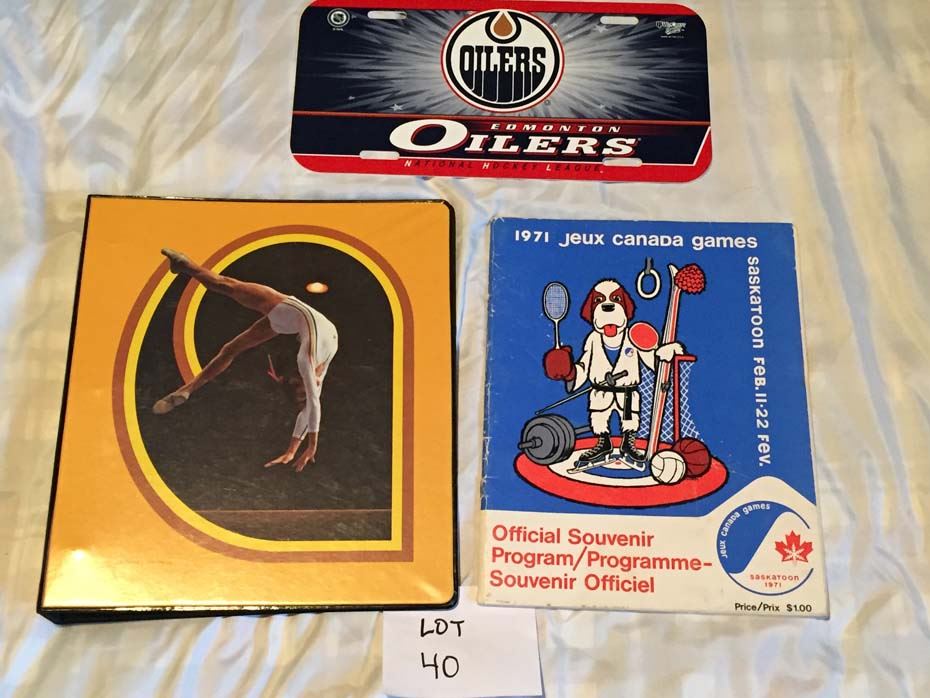 OILERS
EDMONTON
OILERS
NATIONAL HOCKEY LEAGUE
1971 jeux canada games
saskatoon FeB. 11-22 Fev.
Official Souvenir
Program/Programme-
Souvenir Officiel
jeux canada games
saskatoon
1971
Price/Prix $1.00
LOT
40